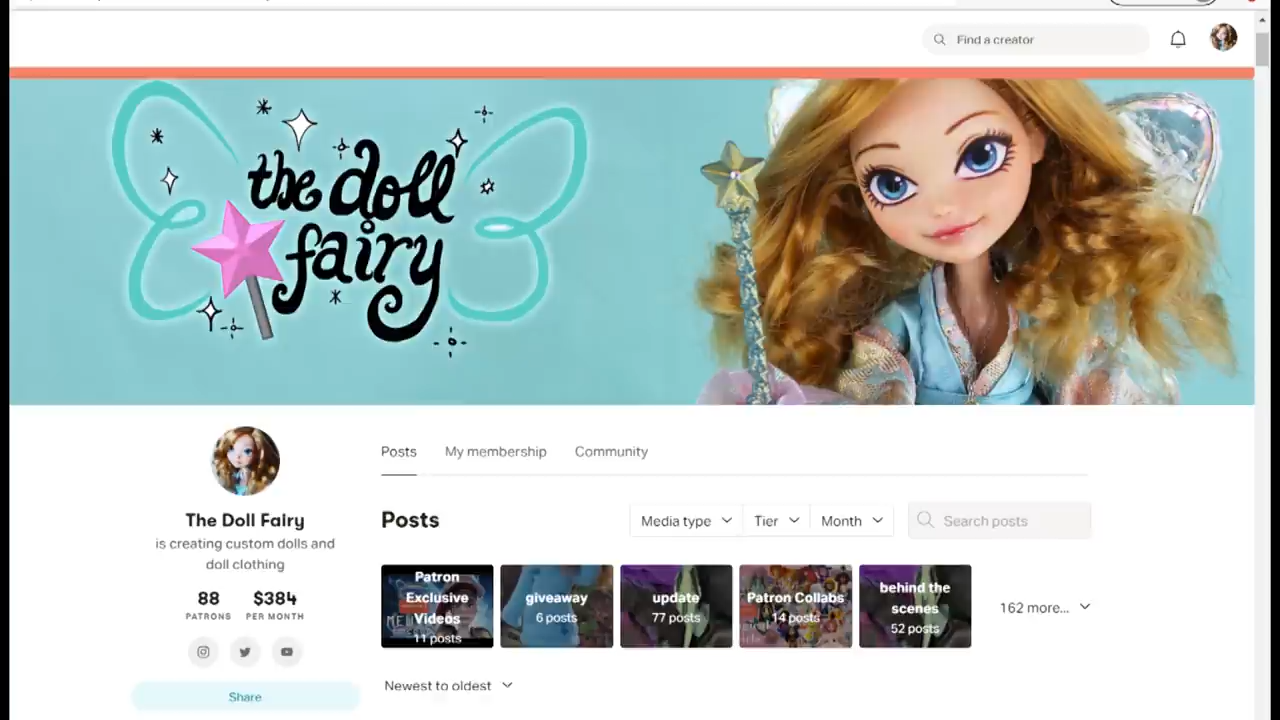 Find a creator
the doll
fairy
Posts
My membership
Community
The Doll FaIry
is creating custom dolls and
doll clothing
88
PATRONS
$384
PER MONTH
Share
Posts
Media type
Tier
Month
Search posts
Patron
Exclusive
Videos
11 posts
giveaway
6 posts
update
77 posts
Patron Collabs
14 posts
behind the
scenes
52 posts
162 more...
Newest to oldest